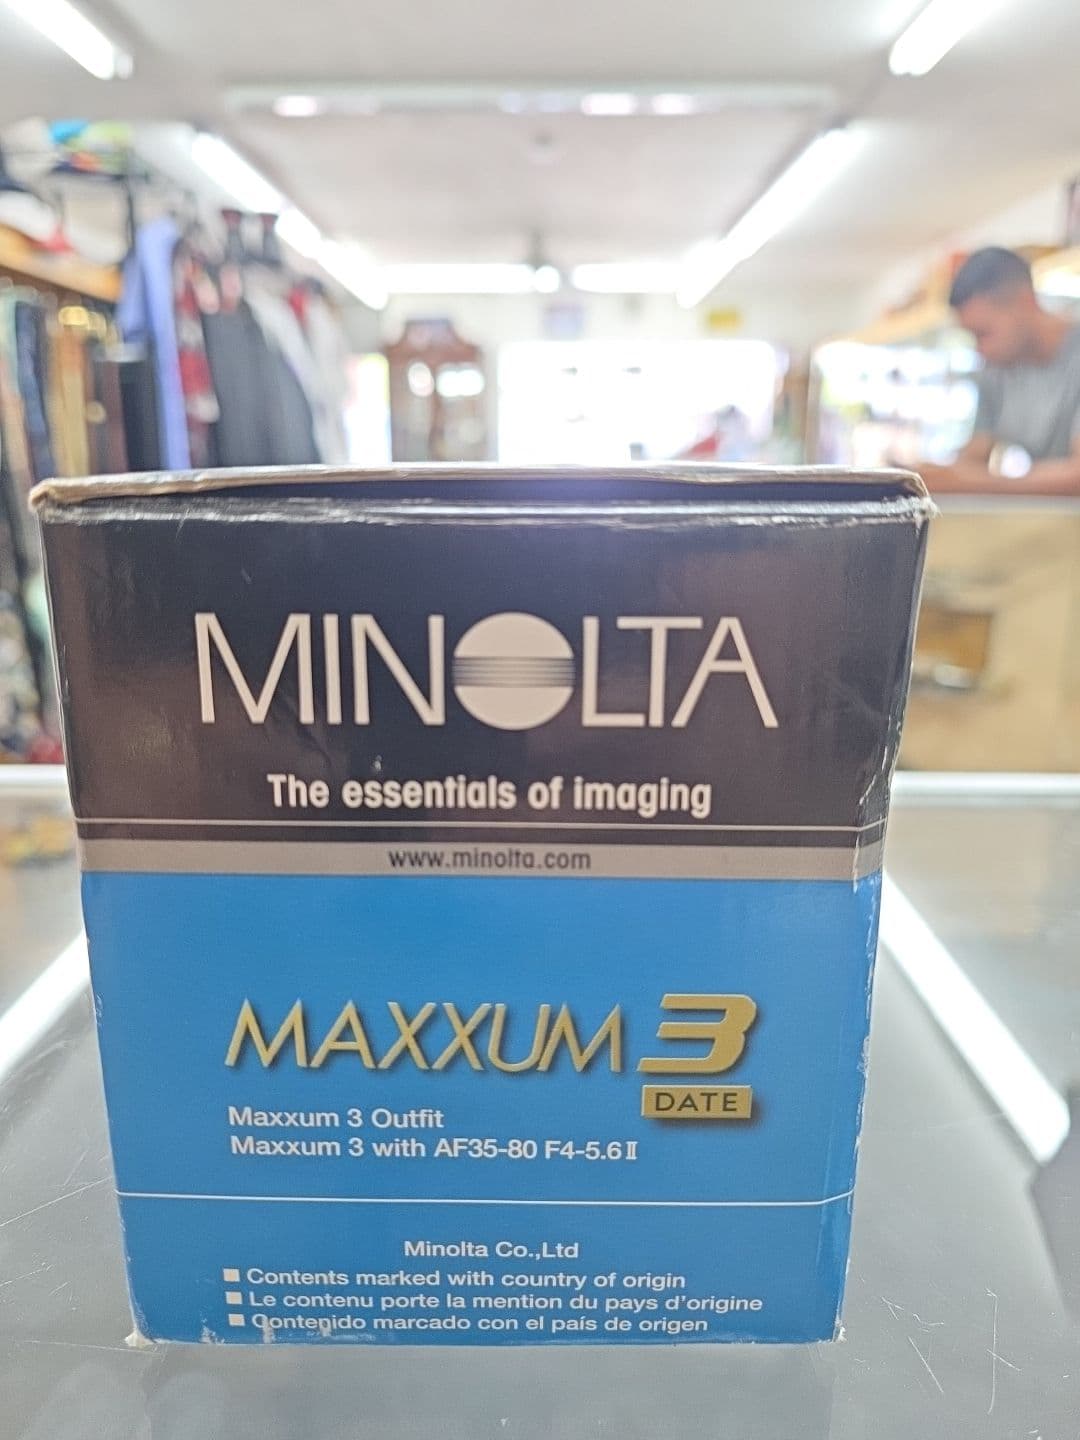 MINOLTA
The essentials of imaging
www.minolta.com
MAXXUM 3
DATE
Maxxum 3 Outfit
Maxxum 3 with AF35-80 F4-5.6 II
Minolta Co.,Ltd
■ Contents marked with country of origin
■ Le contenu porte la mention du pays d'origine
■ Contenido marcado con el país de origen